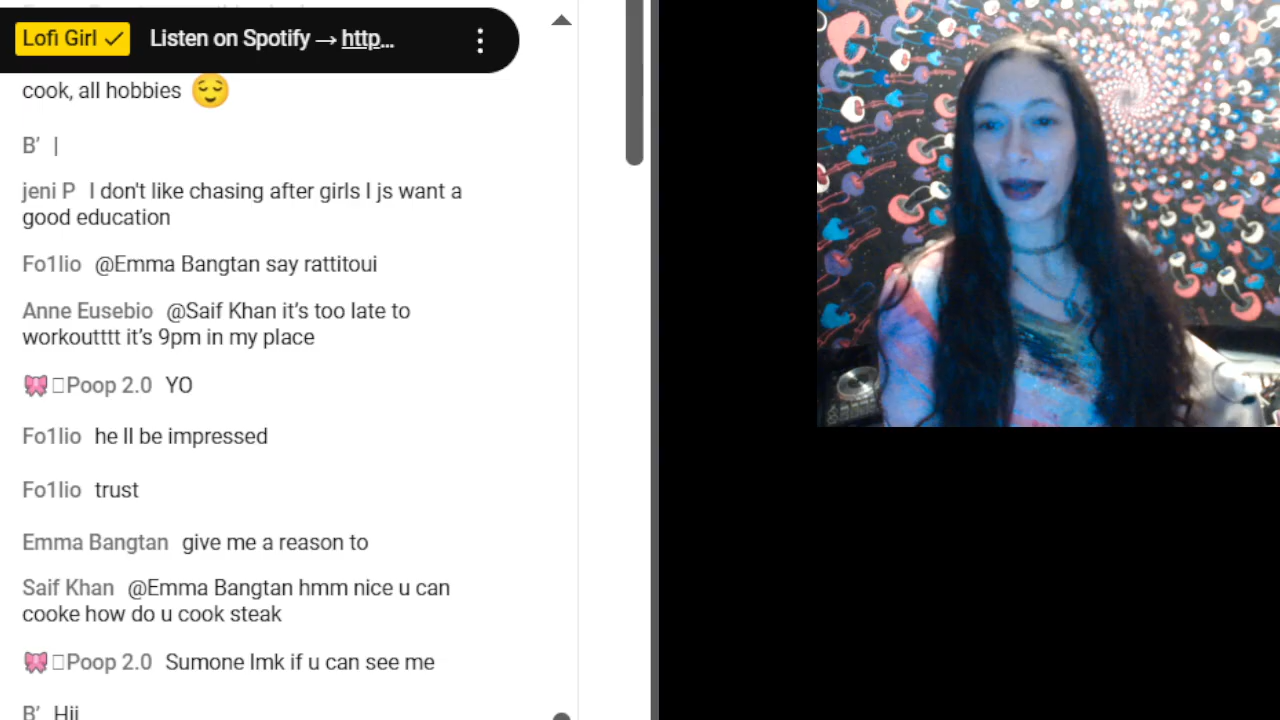 Lofi Girl ✓ Listen on Spotify → http...
cook, all hobbies 😌
B’ |
jeni P I don't like chasing after girls I js want a
good education
Fo1lio @Emma Bangtan say rattitoui
Anne Eusebio @Saif Khan it’s too late to
workoutttt it’s 9pm in my place
🎀□Poop 2.0 YO
Fo1lio he ll be impressed
Fo1lio trust
Emma Bangtan give me a reason to
Saif Khan @Emma Bangtan hmm nice u can
cooke how do u cook steak
🎀□Poop 2.0 Sumone lmk if u can see me
B’ Hii